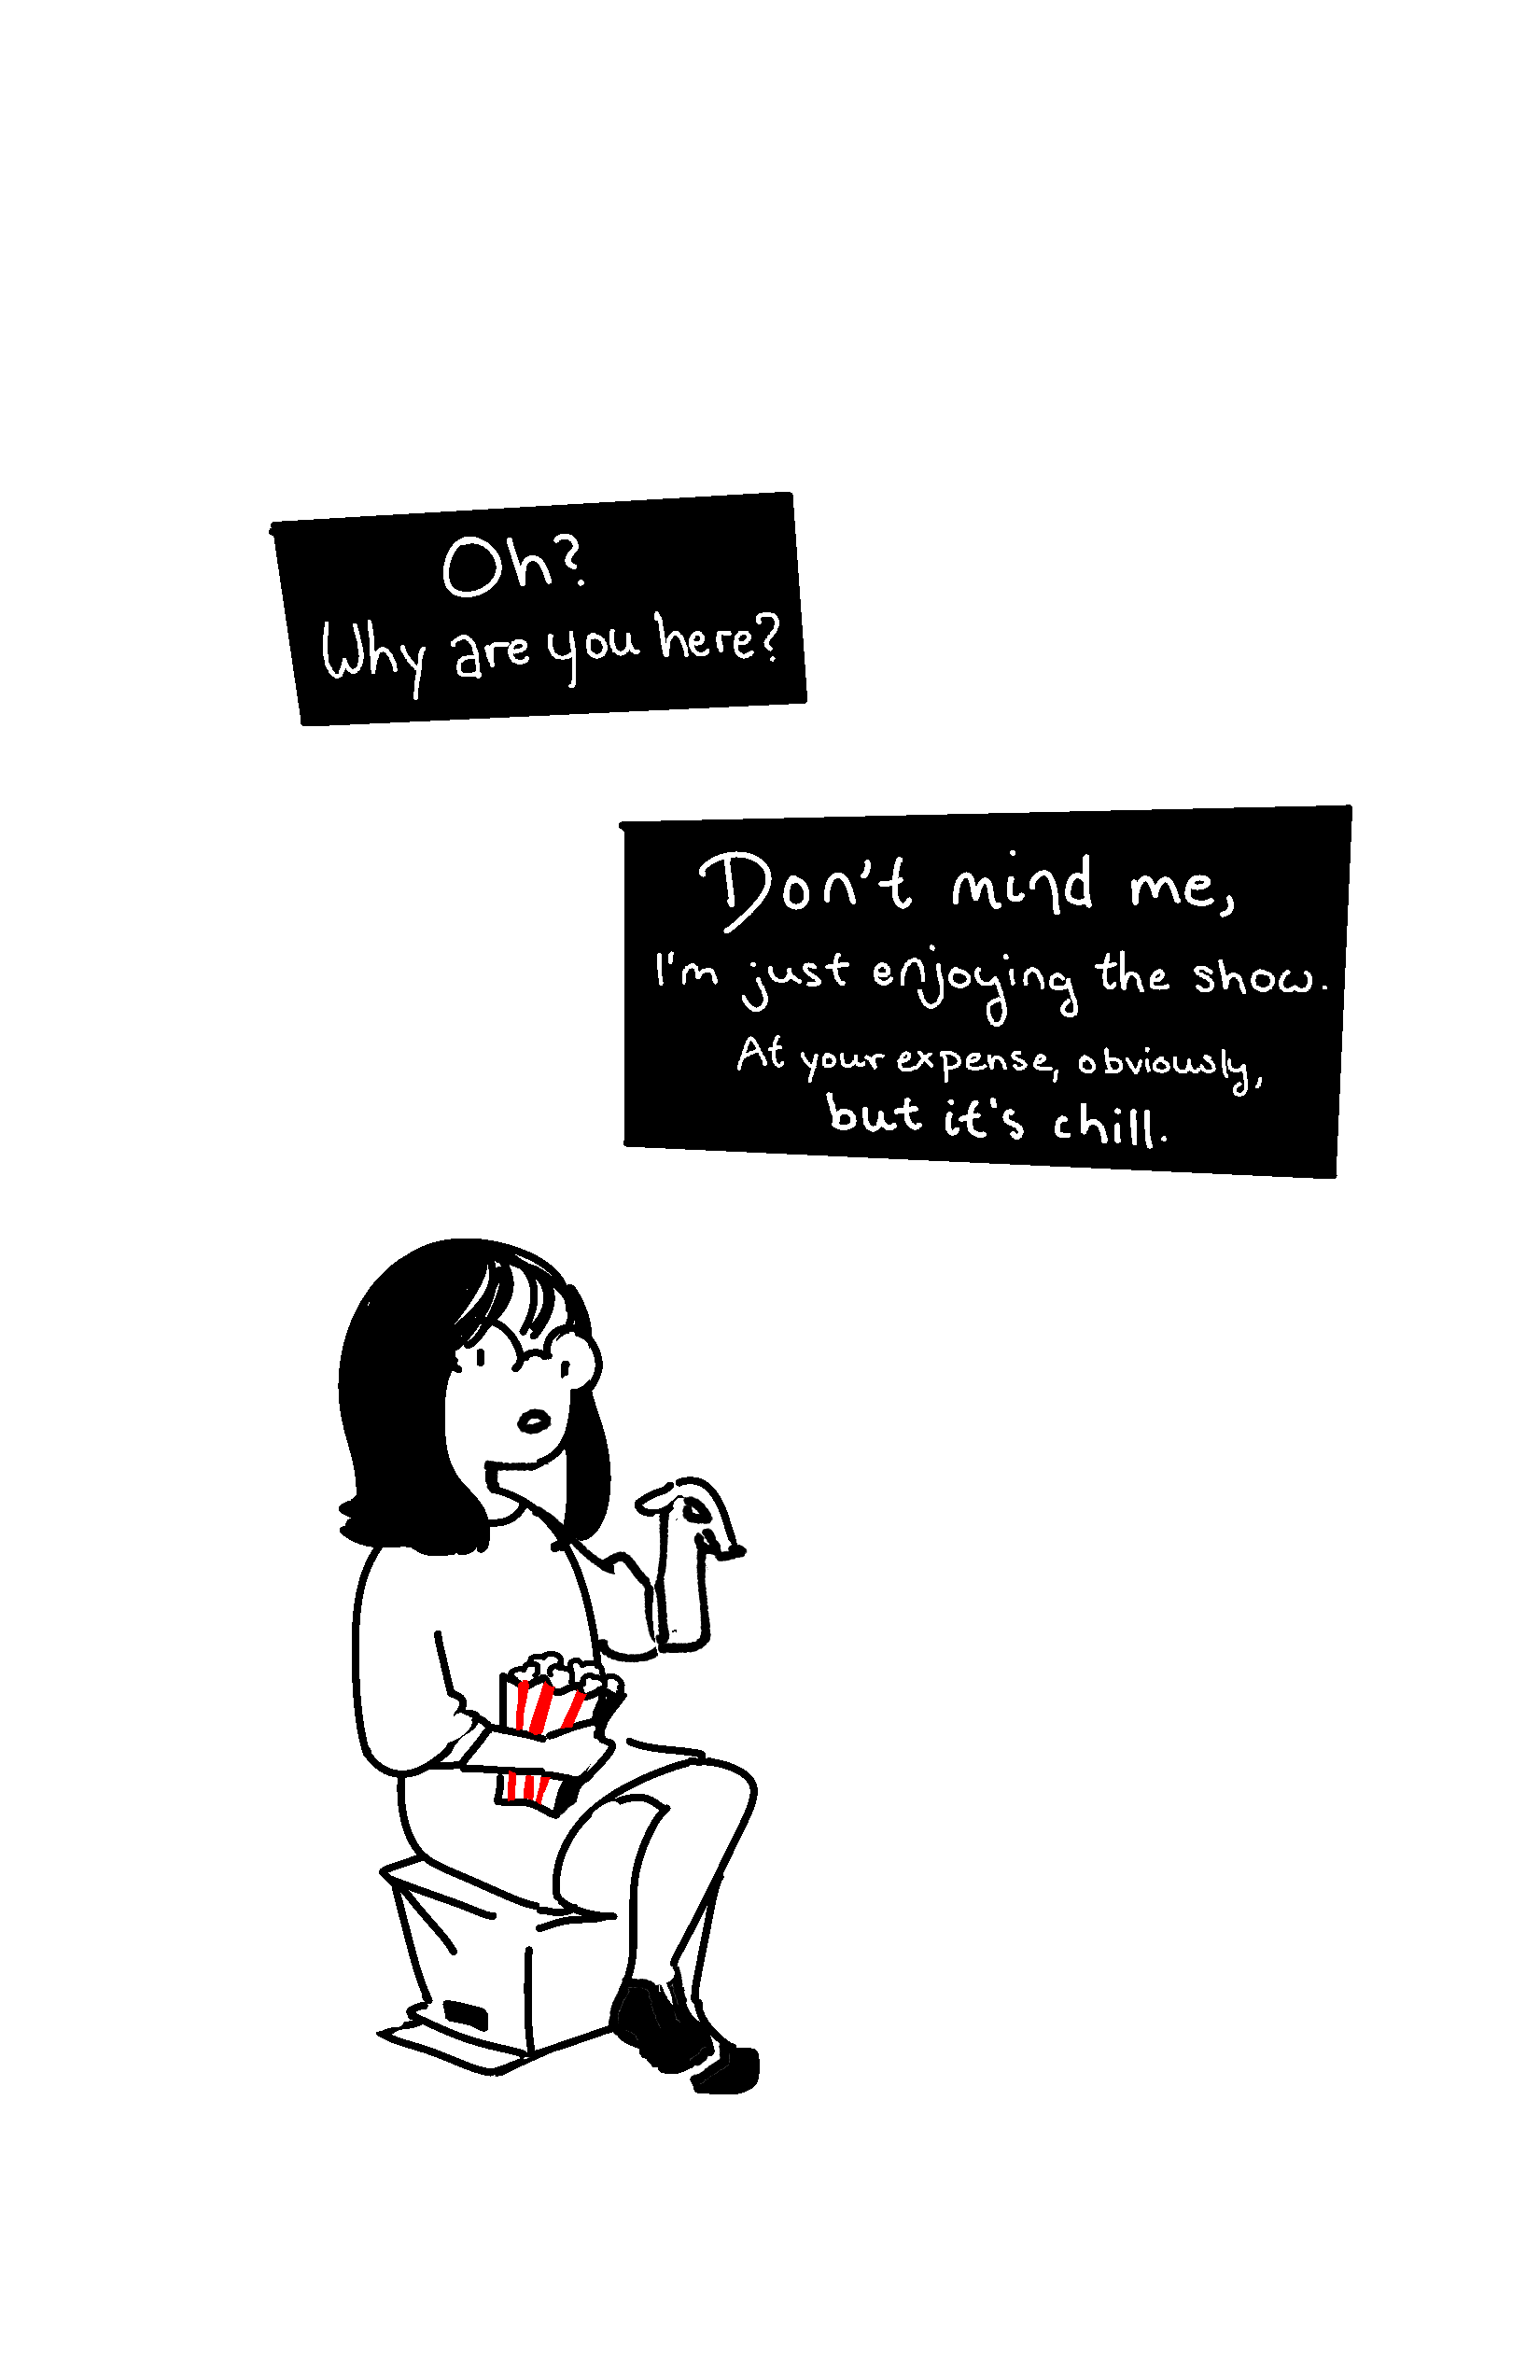 Oh?
Why are you here?
Don't mind me,
I'm just enjoying the show.
At your expense, obviously,
but it's chill.